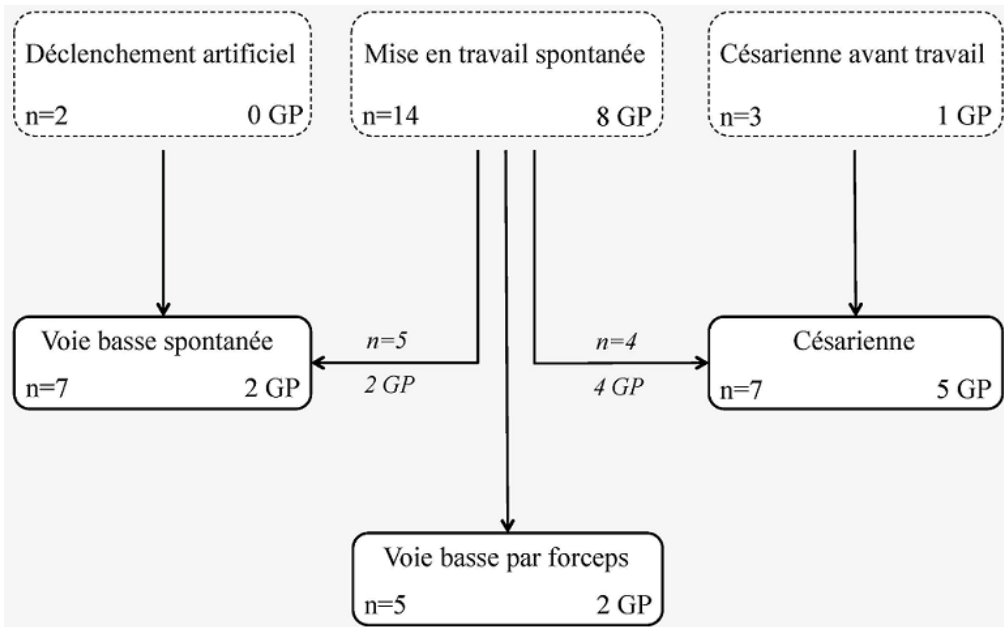 Déclenchement artificiel
n=2 0 GP
Mise en travail spontanée
n=14 8 GP
Césarienne avant travail
n=3 1 GP
Voie basse spontanée
n=7 2 GP
n=5
2 GP
n=4
4 GP
Césarienne
n=7 5 GP
Voie basse par forceps
n=5 2 GP